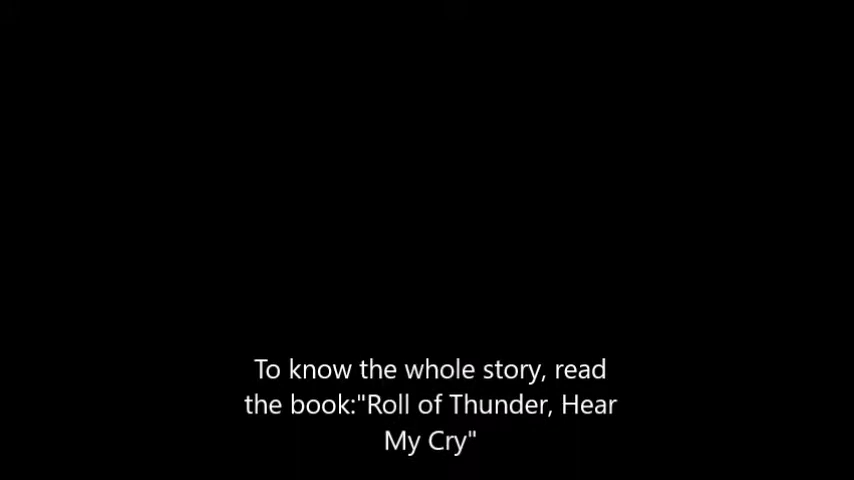 To know the whole story, read
the book:"Roll of Thunder, Hear
My Cry"